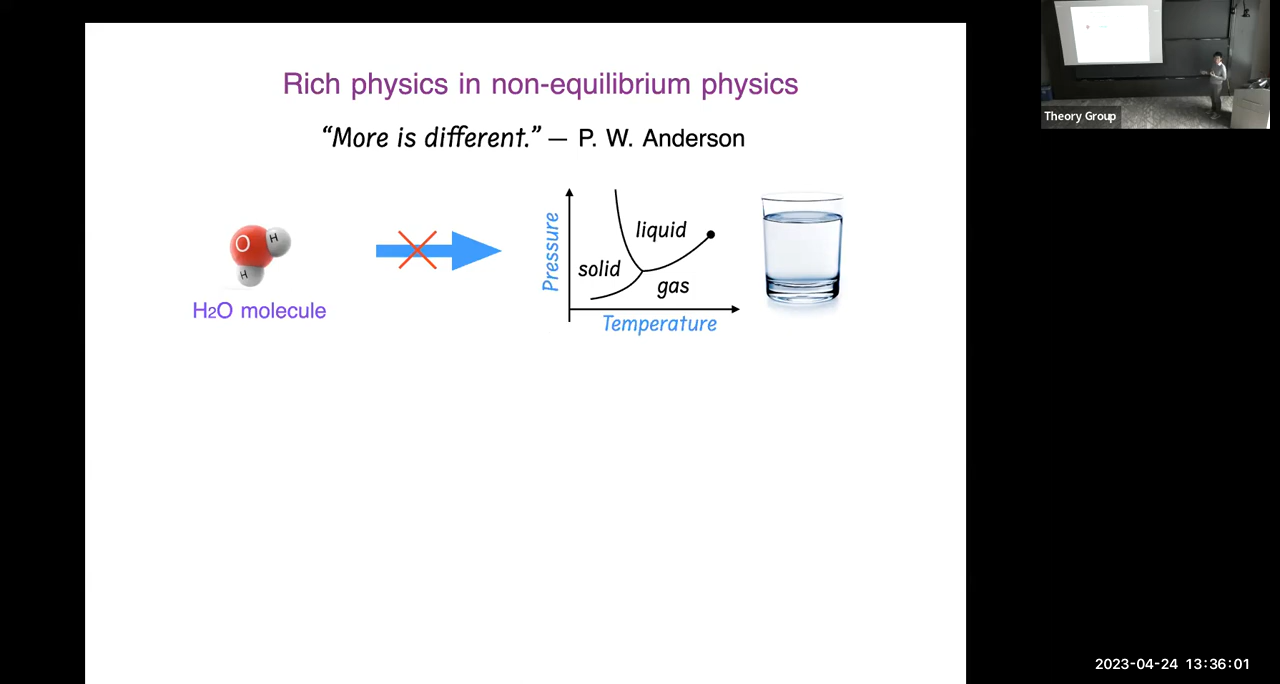 Rich physics in non-equilibrium physics
“More is different.” — P. W. Anderson
O
H
H
H2O molecule
Pressure
liquid
solid
gas
Temperature
Theory Group
2023-04-24 13:36:01